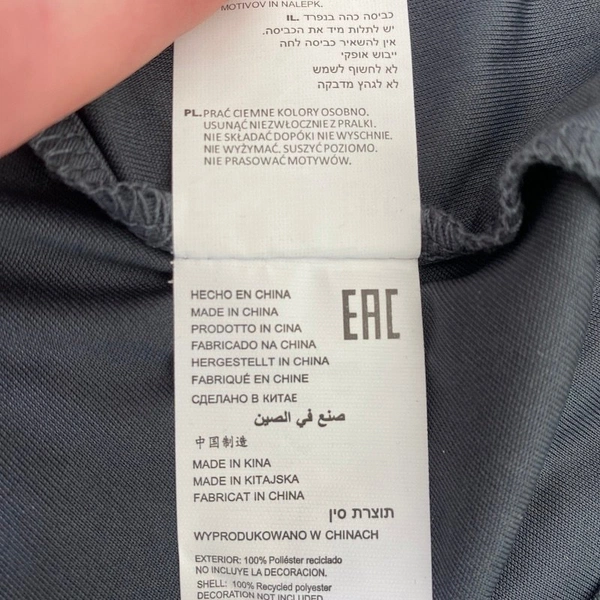 MOTIVOV IN NALEPK.
IL. כביסה כהה בנפרד.
יש לתלות מיד את הכביסה.
אין להשאיר כביסה לחה
ייבוש אופקי
לא לחשוף לשמש
לא לגהץ מדבקה
PL.PRAĆ CIEMNE KOLORY OSOBNO.
USUNĄĆ NIEZWŁOCZNIE Z PRALKI.
NIE SKŁADAĆ DOPÓKI NIE WYSCHNIE.
NIE WYŻYMAĆ. SUSZYĆ POZIOMO.
NIE PRASOWAĆ MOTYWÓW.
HECHO EN CHINA
MADE IN CHINA
PRODOTTO IN CINA
FABRICADO NA CHINA
HERGESTELLT IN CHINA
FABRIQUÉ EN CHINE
СДЕЛАНО В КИТАЕ
صنع في الصين
中国制造
MADE IN KINA
MADE IN KITAJSKA
FABRICAT IN CHINA
תוצרת סין
WYPRODUKOWANO W CHINACH
EAC
EXTERIOR: 100% Poliéster reciclado
NO INCLUYE LA DECORACION.
SHELL: 100% Recycled polyester
DECORATION NOT INCLUDED.